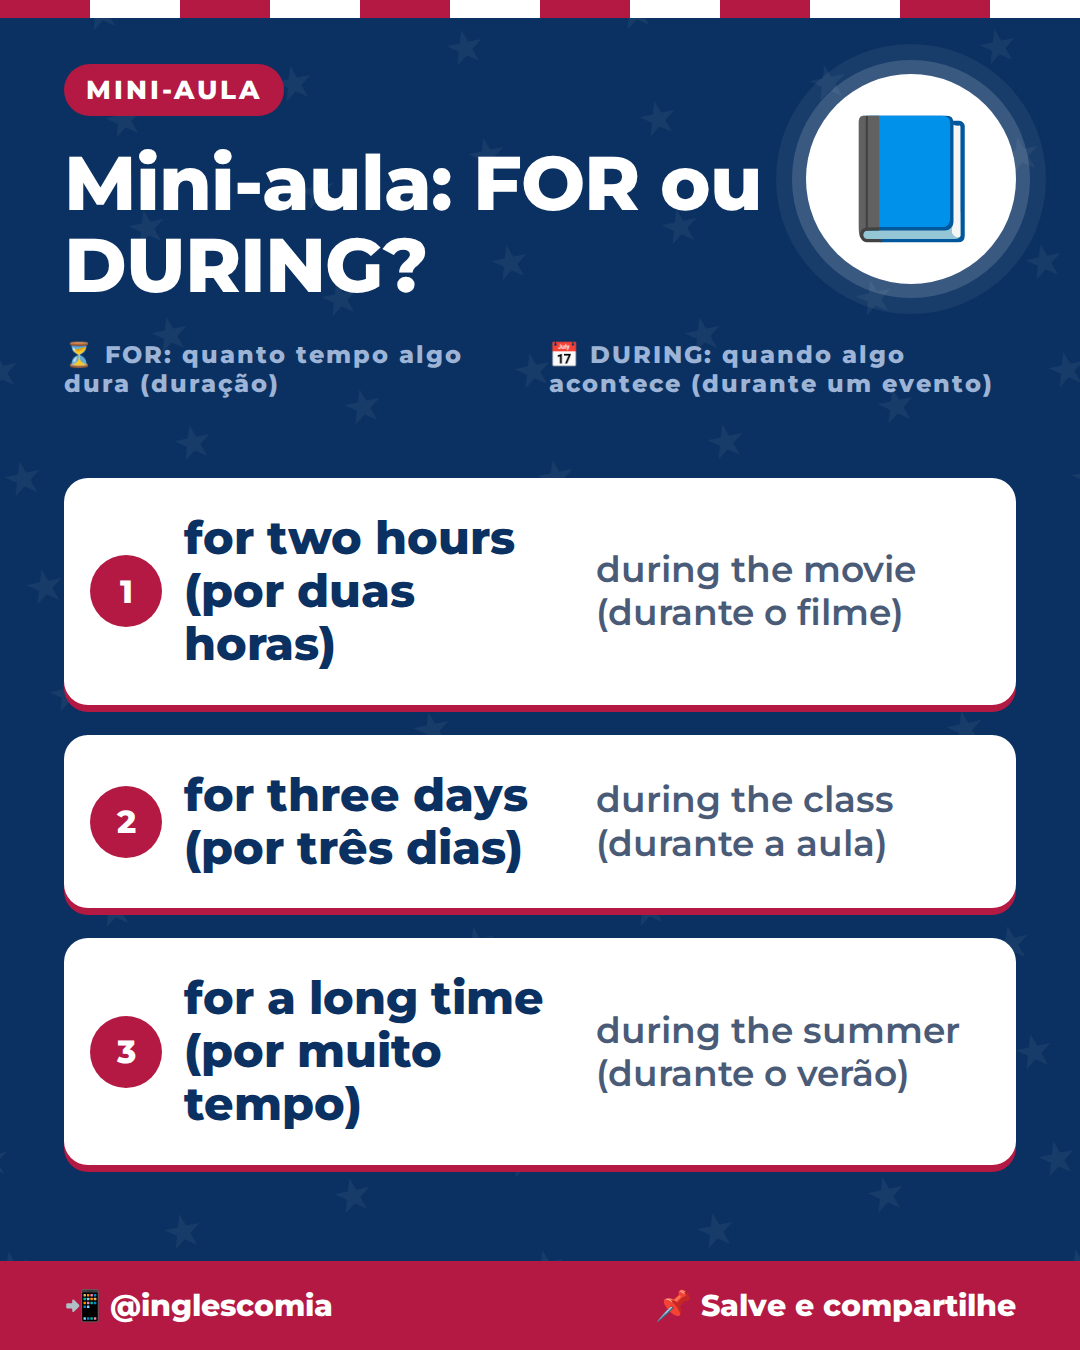 MINI-AULA
Mini-aula: FOR ou
DURING?
⏳ FOR: quanto tempo algo
dura (duração)
📅 DURING: quando algo
acontece (durante um evento)
1
for two hours
(por duas
horas)
during the movie
(durante o filme)
2
for three days
(por três dias)
during the class
(durante a aula)
3
for a long time
(por muito
tempo)
during the summer
(durante o verão)
📲 @inglescomia
📌 Salve e compartilhe